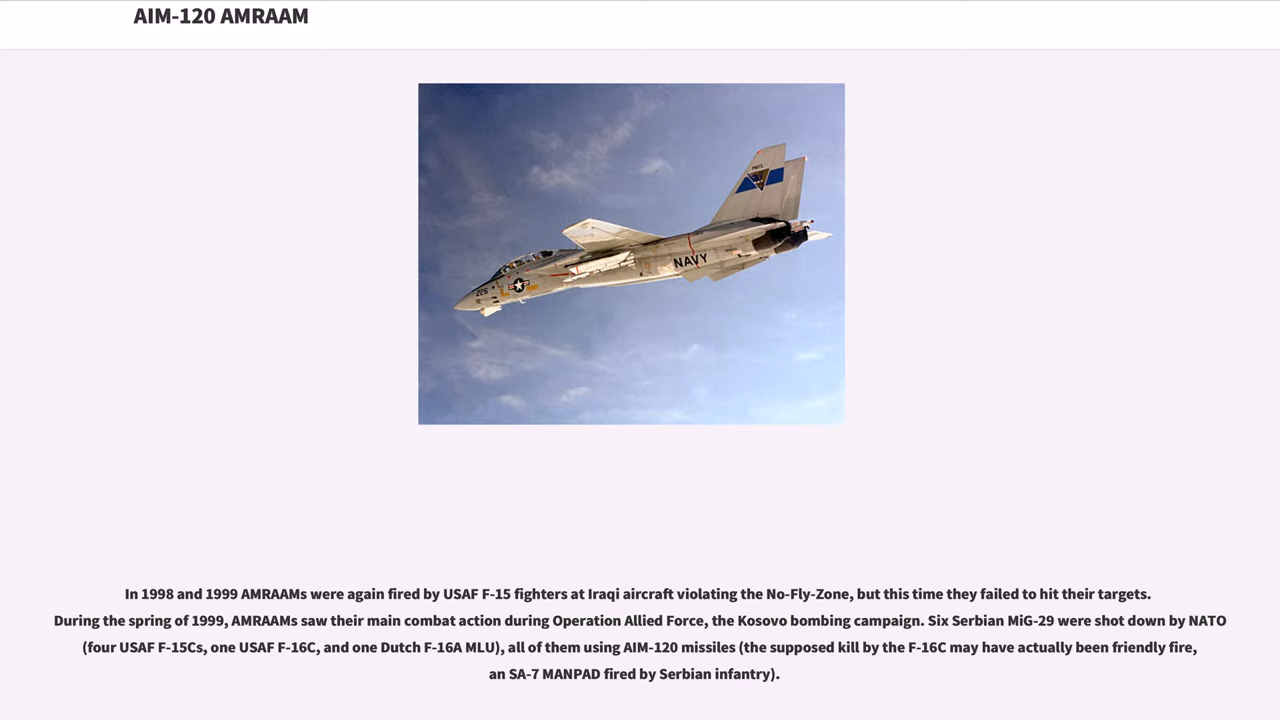 AIM-120 AMRAAM
226
NAVY
In 1998 and 1999 AMRAAMs were again fired by USAF F-15 fighters at Iraqi aircraft violating the No-Fly-Zone, but this time they failed to hit their targets.
During the spring of 1999, AMRAAMs saw their main combat action during Operation Allied Force, the Kosovo bombing campaign. Six Serbian MiG-29 were shot down by NATO
(four USAF F-15Cs, one USAF F-16C, and one Dutch F-16A MLU), all of them using AIM-120 missiles (the supposed kill by the F-16C may have actually been friendly fire,
an SA-7 MANPAD fired by Serbian infantry).